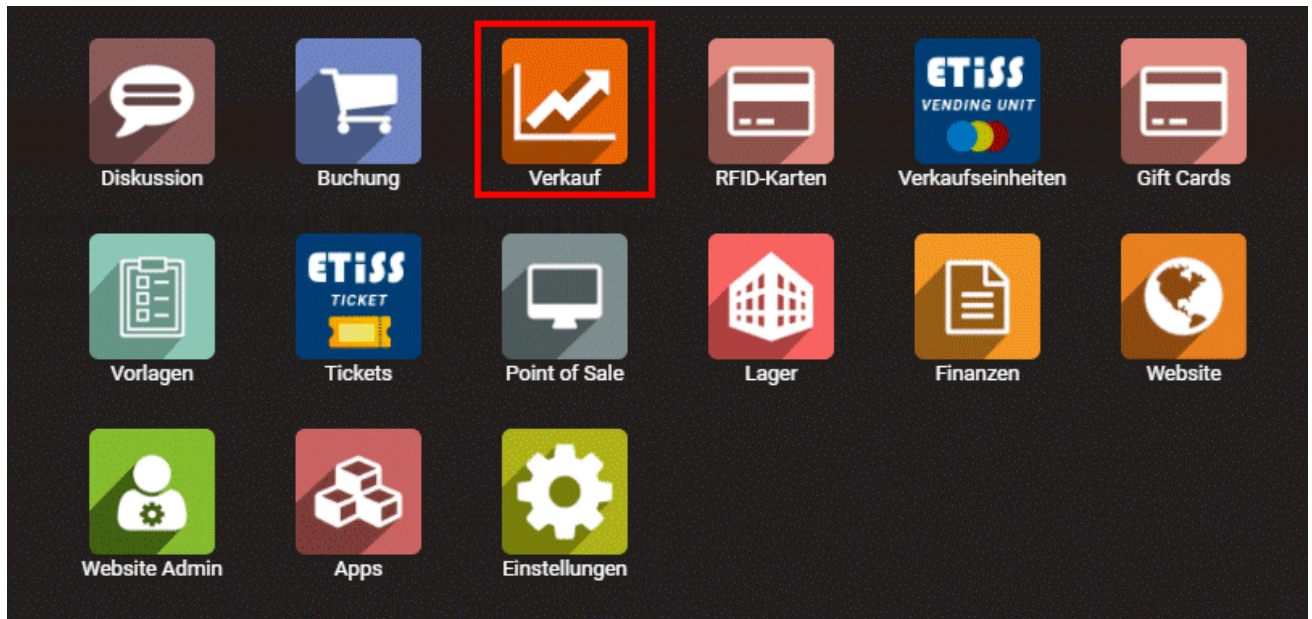 ETiSS
VENDING UNIT
Diskussion
Buchung
Verkauf
RFID-Karten
Verkaufseinheiten
Gift Cards
ETiSS
TICKET
Vorlagen
Tickets
Point of Sale
Lager
Finanzen
Website
Website Admin
Apps
Einstellungen